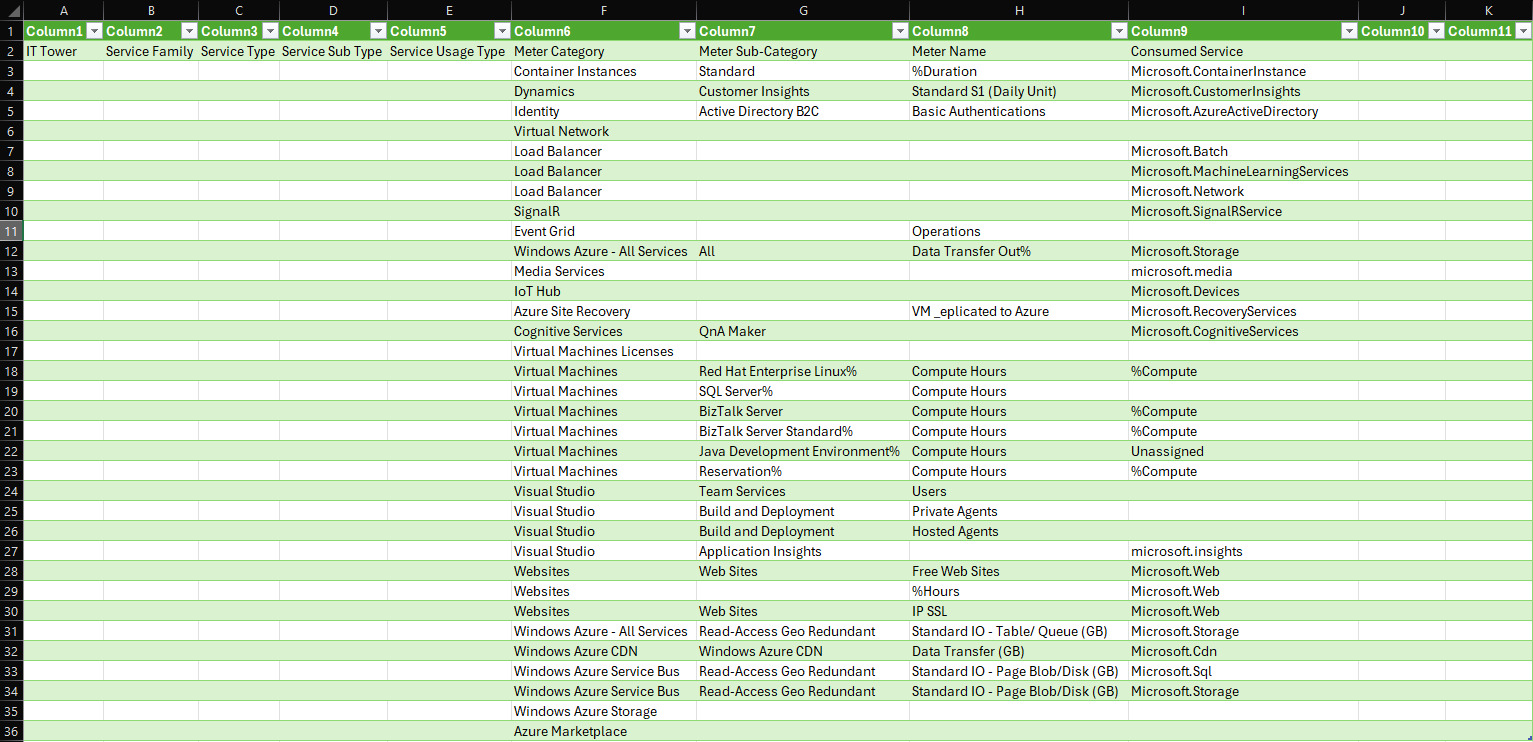 A B C D E F G H I J K
1 Column1 Column2 Column3 Column4 Column5 Column6 Column7 Column8 Column9 Column10 Column11
2 IT Tower Service Family Service Type Service Sub Type Service Usage Type Meter Category Meter Sub-Category Meter Name Consumed Service
3 Container Instances Standard %Duration Microsoft.ContainerInstance
4 Dynamics Customer Insights Standard S1 (Daily Unit) Microsoft.CustomerInsights
5 Identity Active Directory B2C Basic Authentications Microsoft.AzureActiveDirectory
6 Virtual Network
7 Load Balancer Microsoft.Batch
8 Load Balancer Microsoft.MachineLearningServices
9 Load Balancer Microsoft.Network
10 SignalR Microsoft.SignalRService
11 Event Grid Operations
12 Windows Azure - All Services All Data Transfer Out% Microsoft.Storage
13 Media Services microsoft.media
14 IoT Hub Microsoft.Devices
15 Azure Site Recovery VM _eplicated to Azure Microsoft.RecoveryServices
16 Cognitive Services QnA Maker Microsoft.CognitiveServices
17 Virtual Machines Licenses
18 Virtual Machines Red Hat Enterprise Linux% Compute Hours %Compute
19 Virtual Machines SQL Server% Compute Hours
20 Virtual Machines BizTalk Server Compute Hours %Compute
21 Virtual Machines BizTalk Server Standard% Compute Hours %Compute
22 Virtual Machines Java Development Environment% Compute Hours Unassigned
23 Virtual Machines Reservation% Compute Hours %Compute
24 Visual Studio Team Services Users
25 Visual Studio Build and Deployment Private Agents
26 Visual Studio Build and Deployment Hosted Agents
27 Visual Studio Application Insights microsoft.insights
28 Websites Web Sites Free Web Sites Microsoft.Web
29 Websites %Hours Microsoft.Web
30 Websites Web Sites IP SSL Microsoft.Web
31 Windows Azure - All Services Read-Access Geo Redundant Standard IO - Table/ Queue (GB) Microsoft.Storage
32 Windows Azure CDN Windows Azure CDN Data Transfer (GB) Microsoft.Cdn
33 Windows Azure Service Bus Read-Access Geo Redundant Standard IO - Page Blob/Disk (GB) Microsoft.Sql
34 Windows Azure Service Bus Read-Access Geo Redundant Standard IO - Page Blob/Disk (GB) Microsoft.Storage
35 Windows Azure Storage
36 Azure Marketplace